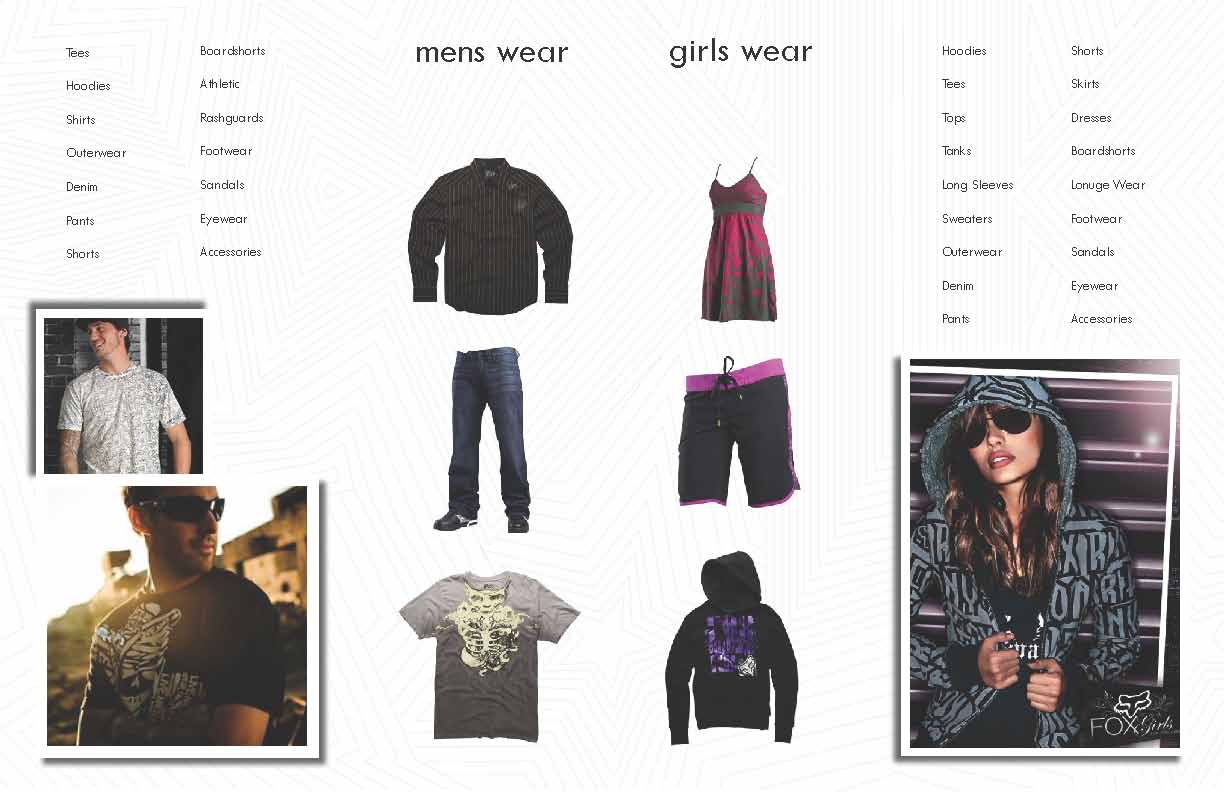 mens wear
Tees
Hoodies
Shirts
Outerwear
Denim
Pants
Shorts
Boardshorts
Athletic
Rashguards
Footwear
Sandals
Eyewear
Accessories
girls wear
Hoodies
Tees
Tops
Tanks
Long Sleeves
Sweaters
Outerwear
Denim
Pants
Shorts
Skirts
Dresses
Boardshorts
Lonuge Wear
Footwear
Sandals
Eyewear
Accessories
FOX Girls